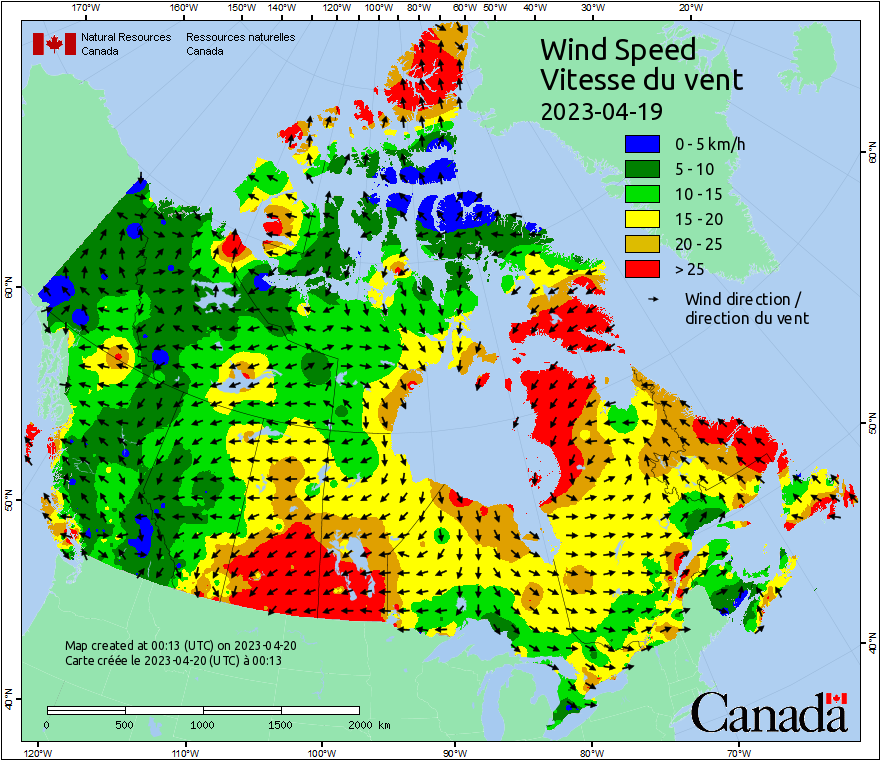 170°W 160°W 150°W 140°W 130°W 120°W 110°W 100°W 90°W 80°W 70°W 60°W 50°W 40°W 30°W 20°W
Natural Resources Canada
Ressources naturelles Canada
Wind Speed
Vitesse du vent
2023-04-19
0 - 5 km/h
5 - 10
10 - 15
15 - 20
20 - 25
> 25
Wind direction /
direction du vent
60°N
60°N
50°N
50°N
40°N
40°N
Map created at 00:13 (UTC) on 2023-04-20
Carte créée le 2023-04-20 (UTC) à 00:13
0 500 1000 1500 2000 km
Canada
120°W 110°W 100°W 90°W 80°W 70°W